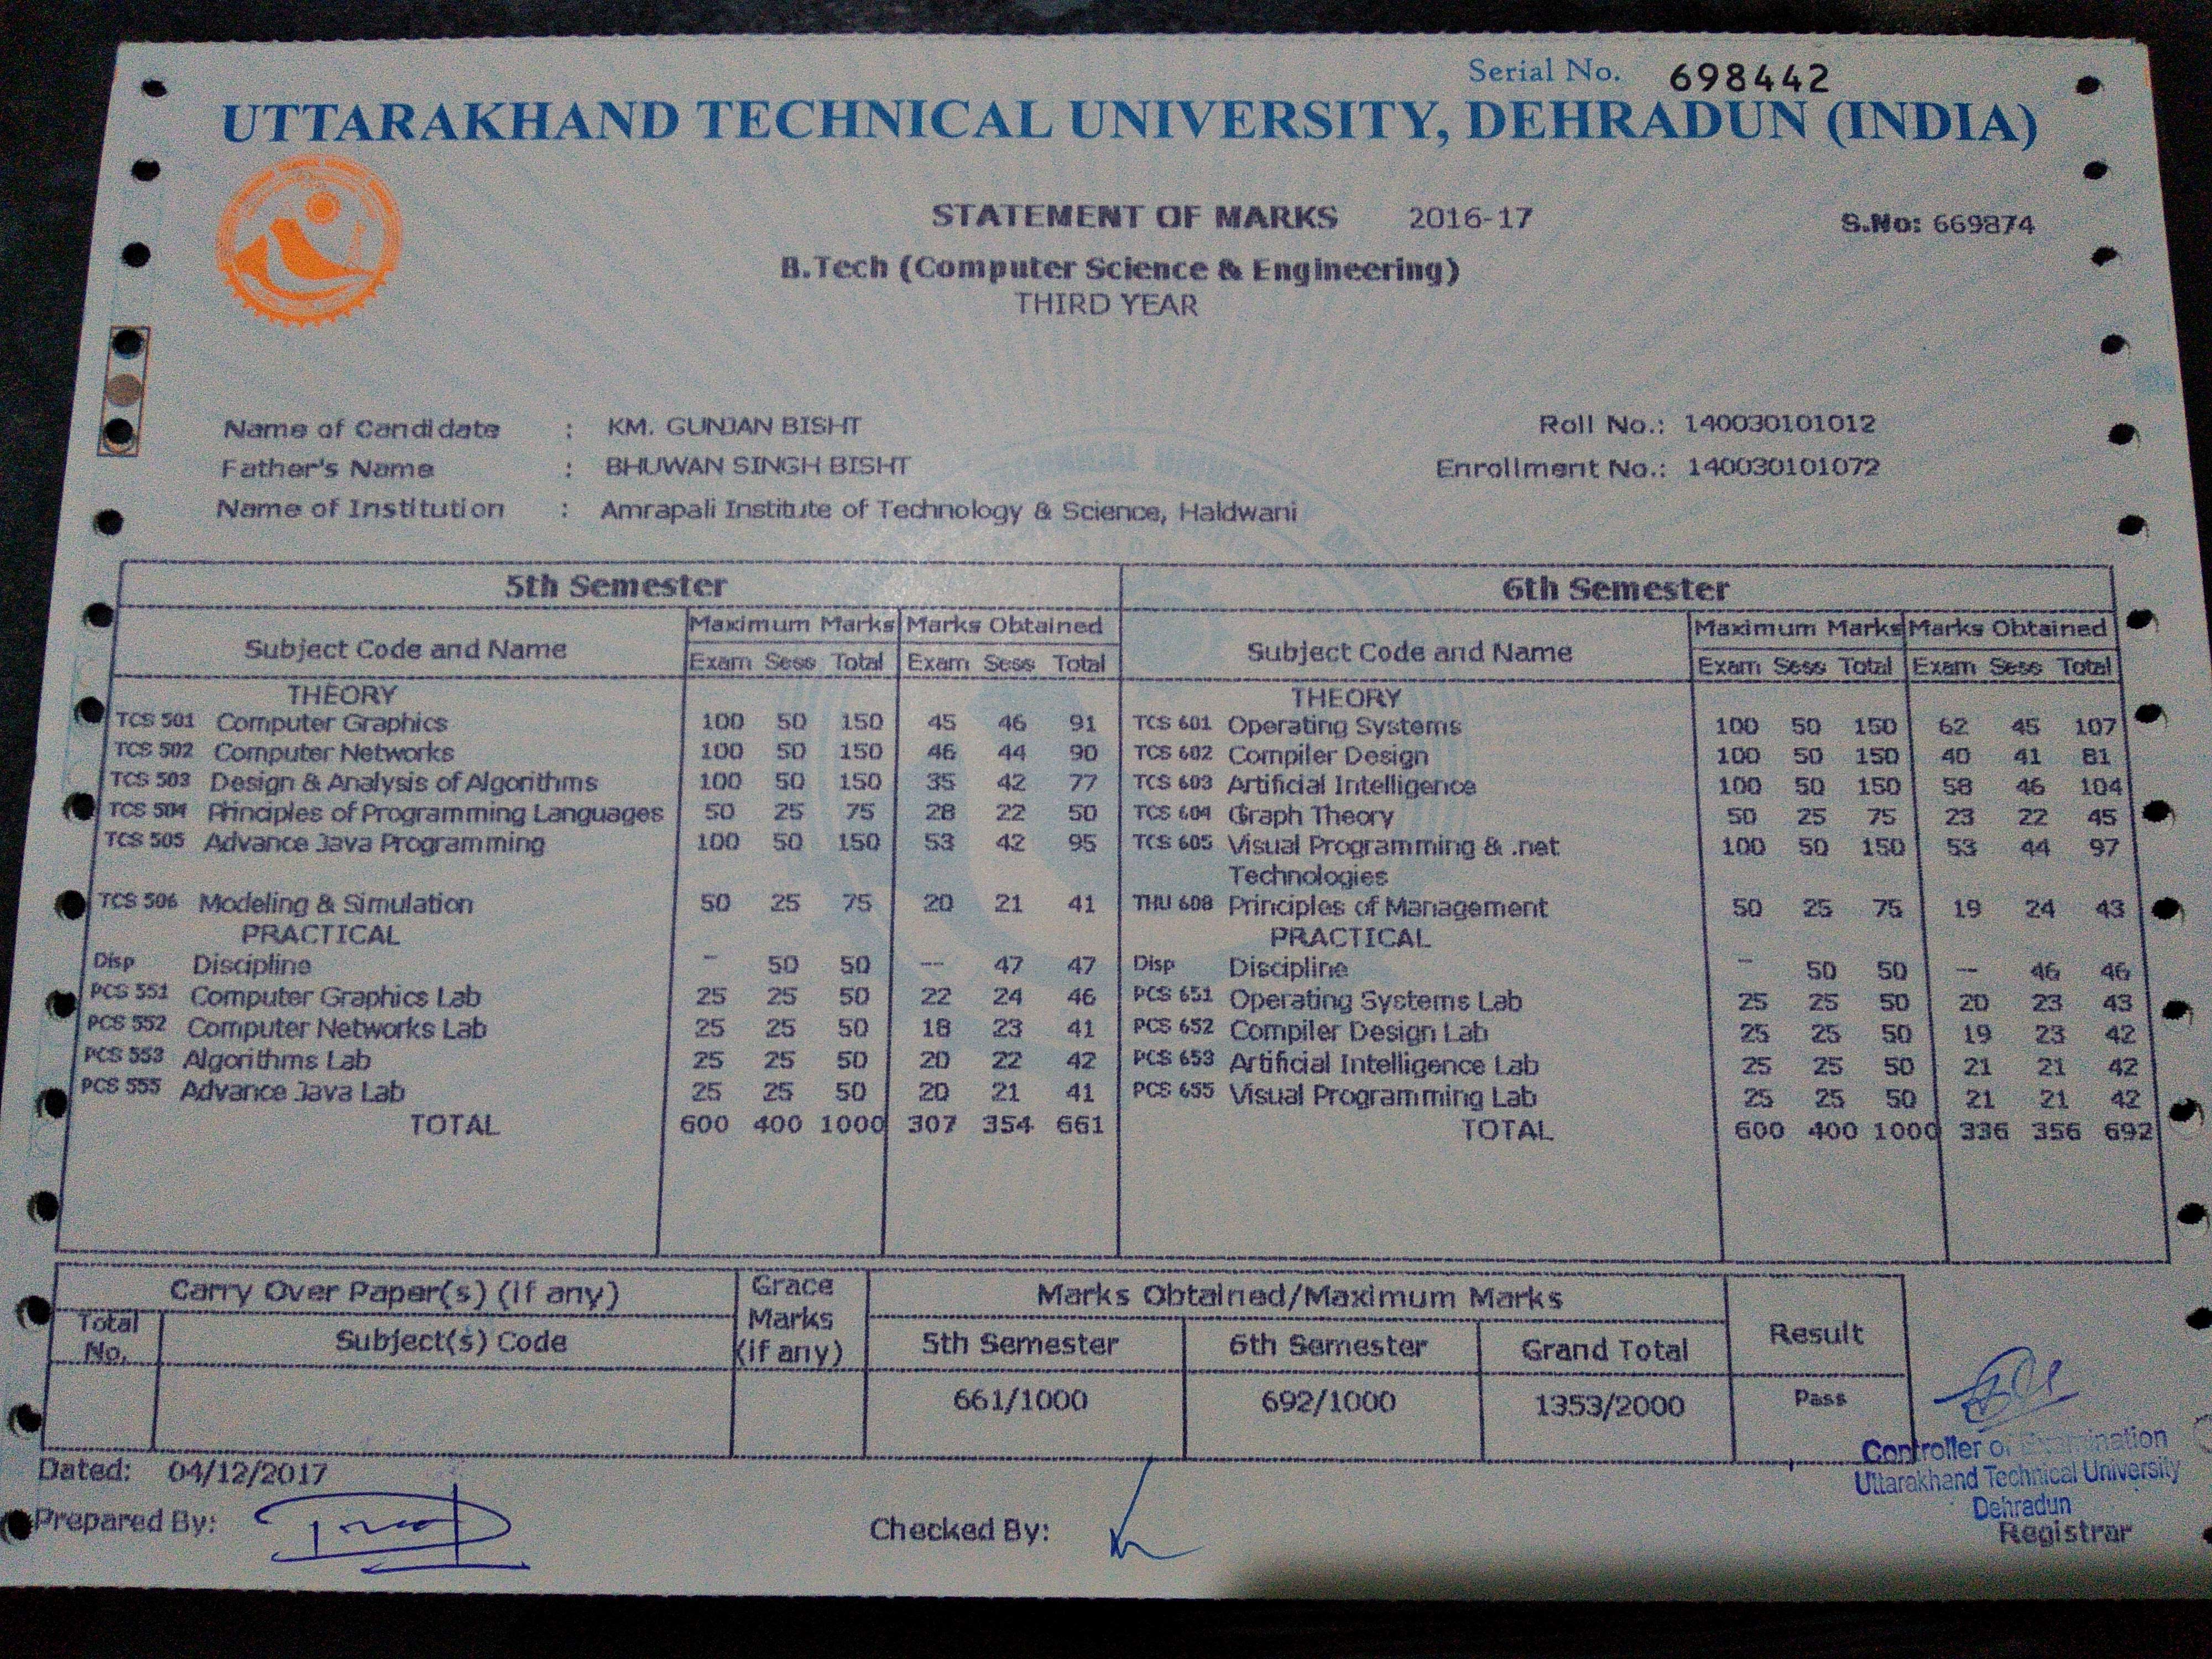 Serial No. 698442
UTTARAKHAND TECHNICAL UNIVERSITY, DEHRADUN (INDIA)
STATEMENT OF MARKS 2016-17 S.No: 669874
B.Tech (Computer Science & Engineering)
THIRD YEAR
Name of Candidate : KM. GUNJAN BISHT Roll No.: 140030101012
Father's Name : BHUWAN SINGH BISHT Enrollment No.: 140030101072
Name of Institution : Amrapali Institute of Technology & Science, Haldwani
5th Semester 6th Semester
Subject Code and Name Maximum Marks Marks Obtained Subject Code and Name Maximum Marks Marks Obtained
Exam Sess Total Exam Sess Total Exam Sess Total Exam Sess Total
THEORY THEORY
TCS 501 Computer Graphics 100 50 150 45 46 91 TCS 601 Operating Systems 100 50 150 62 45 107
TCS 502 Computer Networks 100 50 150 46 44 90 TCS 602 Compiler Design 100 50 150 40 41 81
TCS 503 Design & Analysis of Algorithms 100 50 150 35 42 77 TCS 603 Artificial Intelligence 100 50 150 58 46 104
TCS 504 Principles of Programming Languages 50 25 75 28 22 50 TCS 604 Graph Theory 50 25 75 23 22 45
TCS 505 Advance Java Programming 100 50 150 53 42 95 TCS 605 Visual Programming & .net 100 50 150 53 44 97
Technologies
TCS 506 Modeling & Simulation 50 25 75 20 21 41 THU 608 Principles of Management 50 25 75 19 24 43
PRACTICAL PRACTICAL
Disp Discipline - 50 50 -- 47 47 Disp Discipline - 50 50 -- 46 46
PCS 551 Computer Graphics Lab 25 25 50 22 24 46 PCS 651 Operating Systems Lab 25 25 50 20 23 43
PCS 552 Computer Networks Lab 25 25 50 18 23 41 PCS 652 Compiler Design Lab 25 25 50 19 23 42
PCS 553 Algorithms Lab 25 25 50 20 22 42 PCS 653 Artificial Intelligence Lab 25 25 50 21 21 42
PCS 555 Advance Java Lab 25 25 50 20 21 41 PCS 655 Visual Programming Lab 25 25 50 21 21 42
TOTAL 600 400 1000 307 354 661 TOTAL 600 400 1000 336 356 692
Carry Over Paper(s) (if any) Grace Marks (if any) Marks Obtained/Maximum Marks Result
Total No. Subject(s) Code 5th Semester 6th Semester Grand Total
661/1000 692/1000 1353/2000 Pass
Dated: 04/12/2017
Controller of Examination
Uttarakhand Technical University
Dehradun
Prepared By: Checked By: Registrar